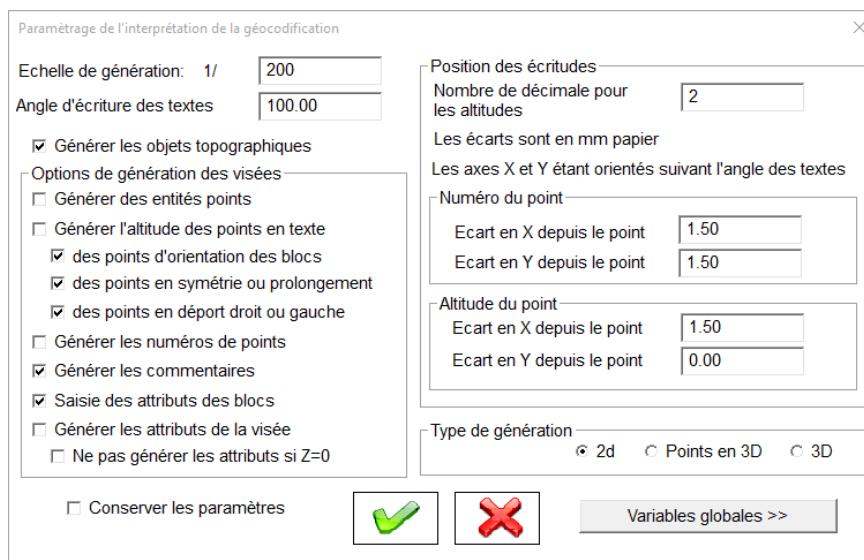 Paramètrage de l'interprétation de la géocodification
Echelle de génération: 1/ 200
Angle d'écriture des textes 100.00
Générer les objets topographiques
Options de génération des visées
Générer des entités points
Générer l'altitude des points en texte
des points d'orientation des blocs
des points en symétrie ou prolongement
des points en déport droit ou gauche
Générer les numéros de points
Générer les commentaires
Saisie des attributs des blocs
Générer les attributs de la visée
Ne pas générer les attributs si Z=0
Conserver les paramètres
Position des écritudes
Nombre de décimale pour
les altitudes 2
Les écarts sont en mm papier
Les axes X et Y étant orientés suivant l'angle des textes
Numéro du point
Ecart en X depuis le point 1.50
Ecart en Y depuis le point 1.50
Altitude du point
Ecart en X depuis le point 1.50
Ecart en Y depuis le point 0.00
Type de génération
2d Points en 3D 3D
Variables globales >>